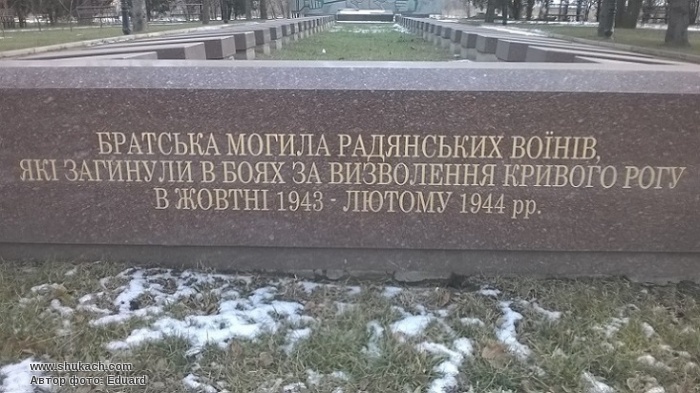 БРАТСЬКА МОГИЛА РАДЯНСЬКИХ ВОЇНІВ,
ЯКІ ЗАГИНУЛИ В БОЯХ ЗА ВИЗВОЛЕННЯ КРИВОГО РОГУ
В ЖОВТНІ 1943 - ЛЮТОМУ 1944 рр.
www.shukach.com
Автор фото: Eduard